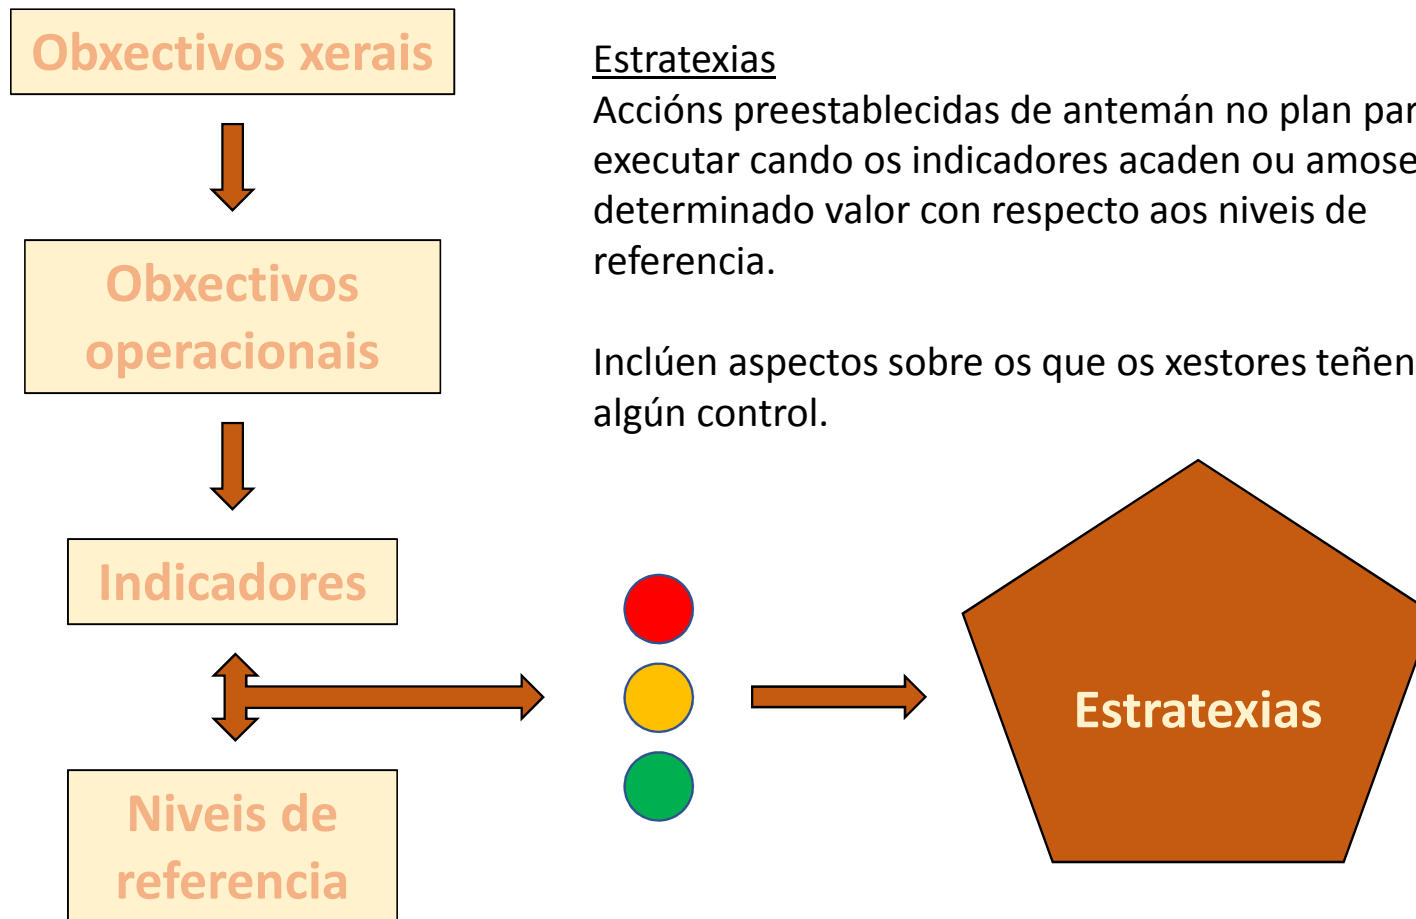 Obxectivos xerais
Obxectivos
operacionais
Indicadores
Niveis de
referencia
Estratexias
Accións preestablecidas de antemán no plan par
executar cando os indicadores acaden ou amose
determinado valor con respecto aos niveis de
referencia.
Inclúen aspectos sobre os que os xestores teñen
algún control.
Estratexias